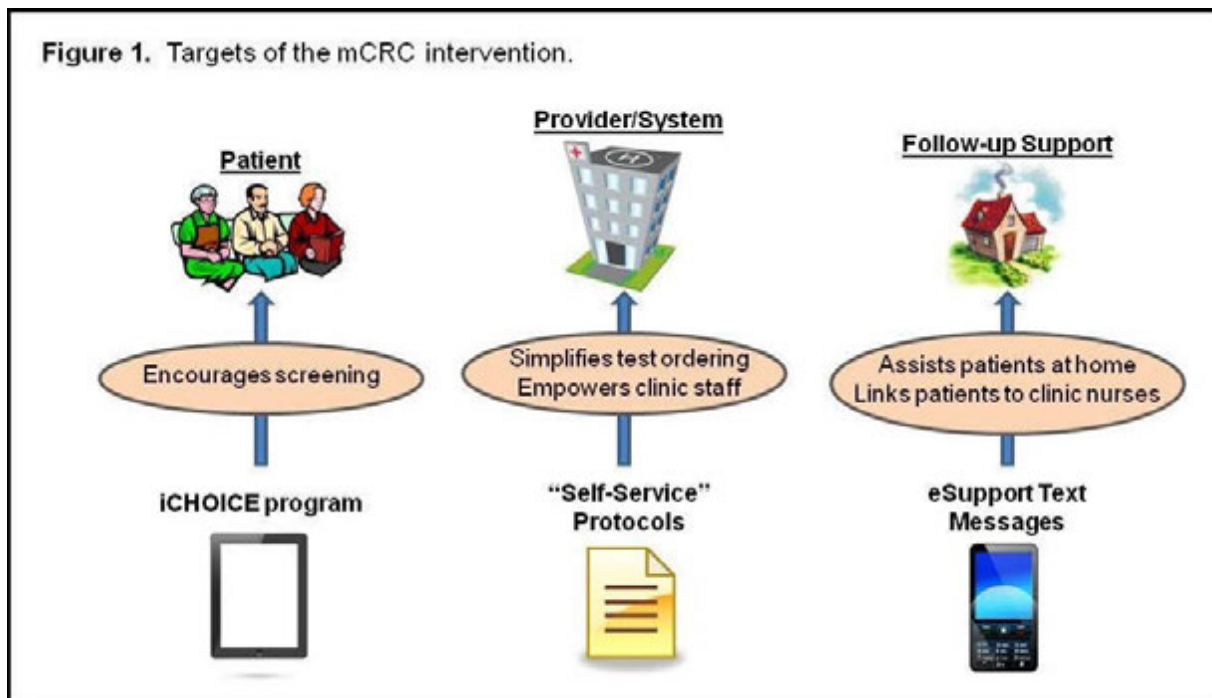 Figure 1. Targets of the mCRC intervention.
Patient
Provider/System
Follow-up Support
H
Encourages screening
Simplifies test ordering
Empowers clinic staff
Assists patients at home
Links patients to clinic nurses
iCHOICE program
“Self-Service”
Protocols
eSupport Text
Messages